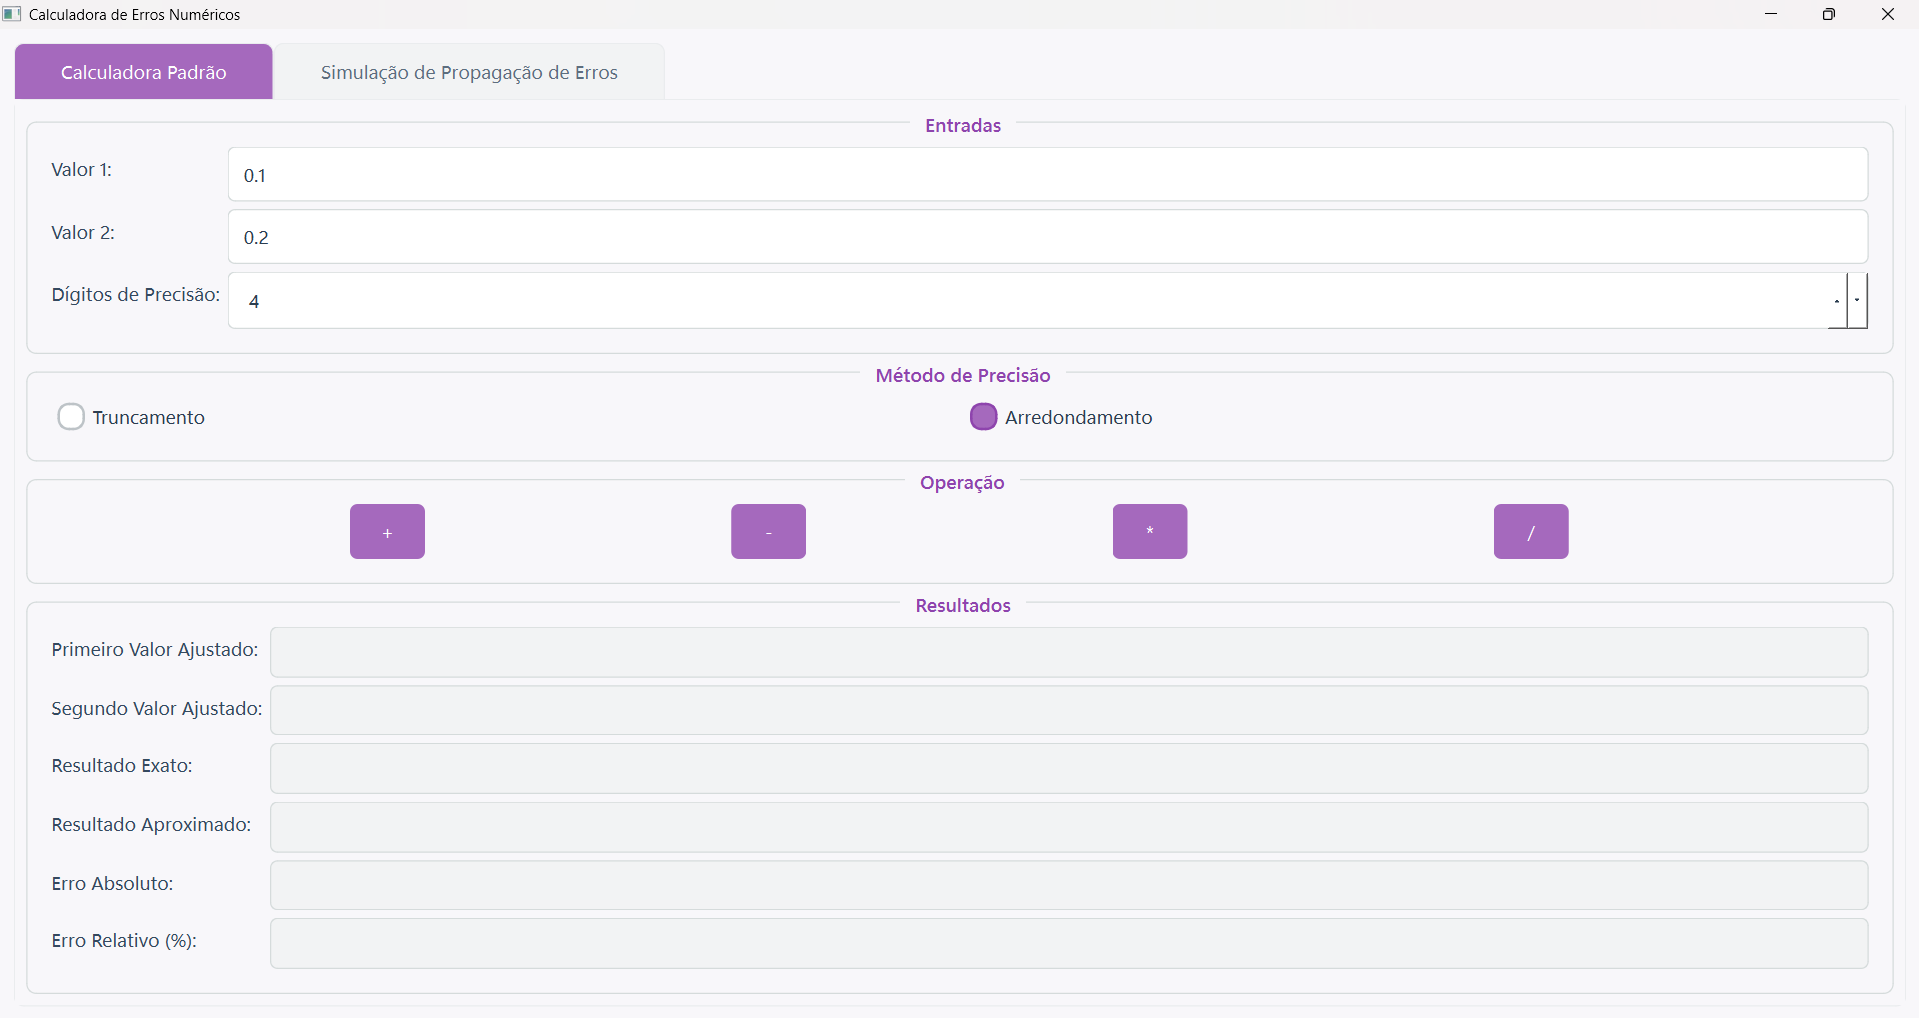 Calculadora de Erros Numéricos
Calculadora Padrão
Simulação de Propagação de Erros
Entradas
Valor 1:
0.1
Valor 2:
0.2
Dígitos de Precisão:
4
Método de Precisão
Truncamento
Arredondamento
Operação
+
-
*
/
Resultados
Primeiro Valor Ajustado:
Segundo Valor Ajustado:
Resultado Exato:
Resultado Aproximado:
Erro Absoluto:
Erro Relativo (%):